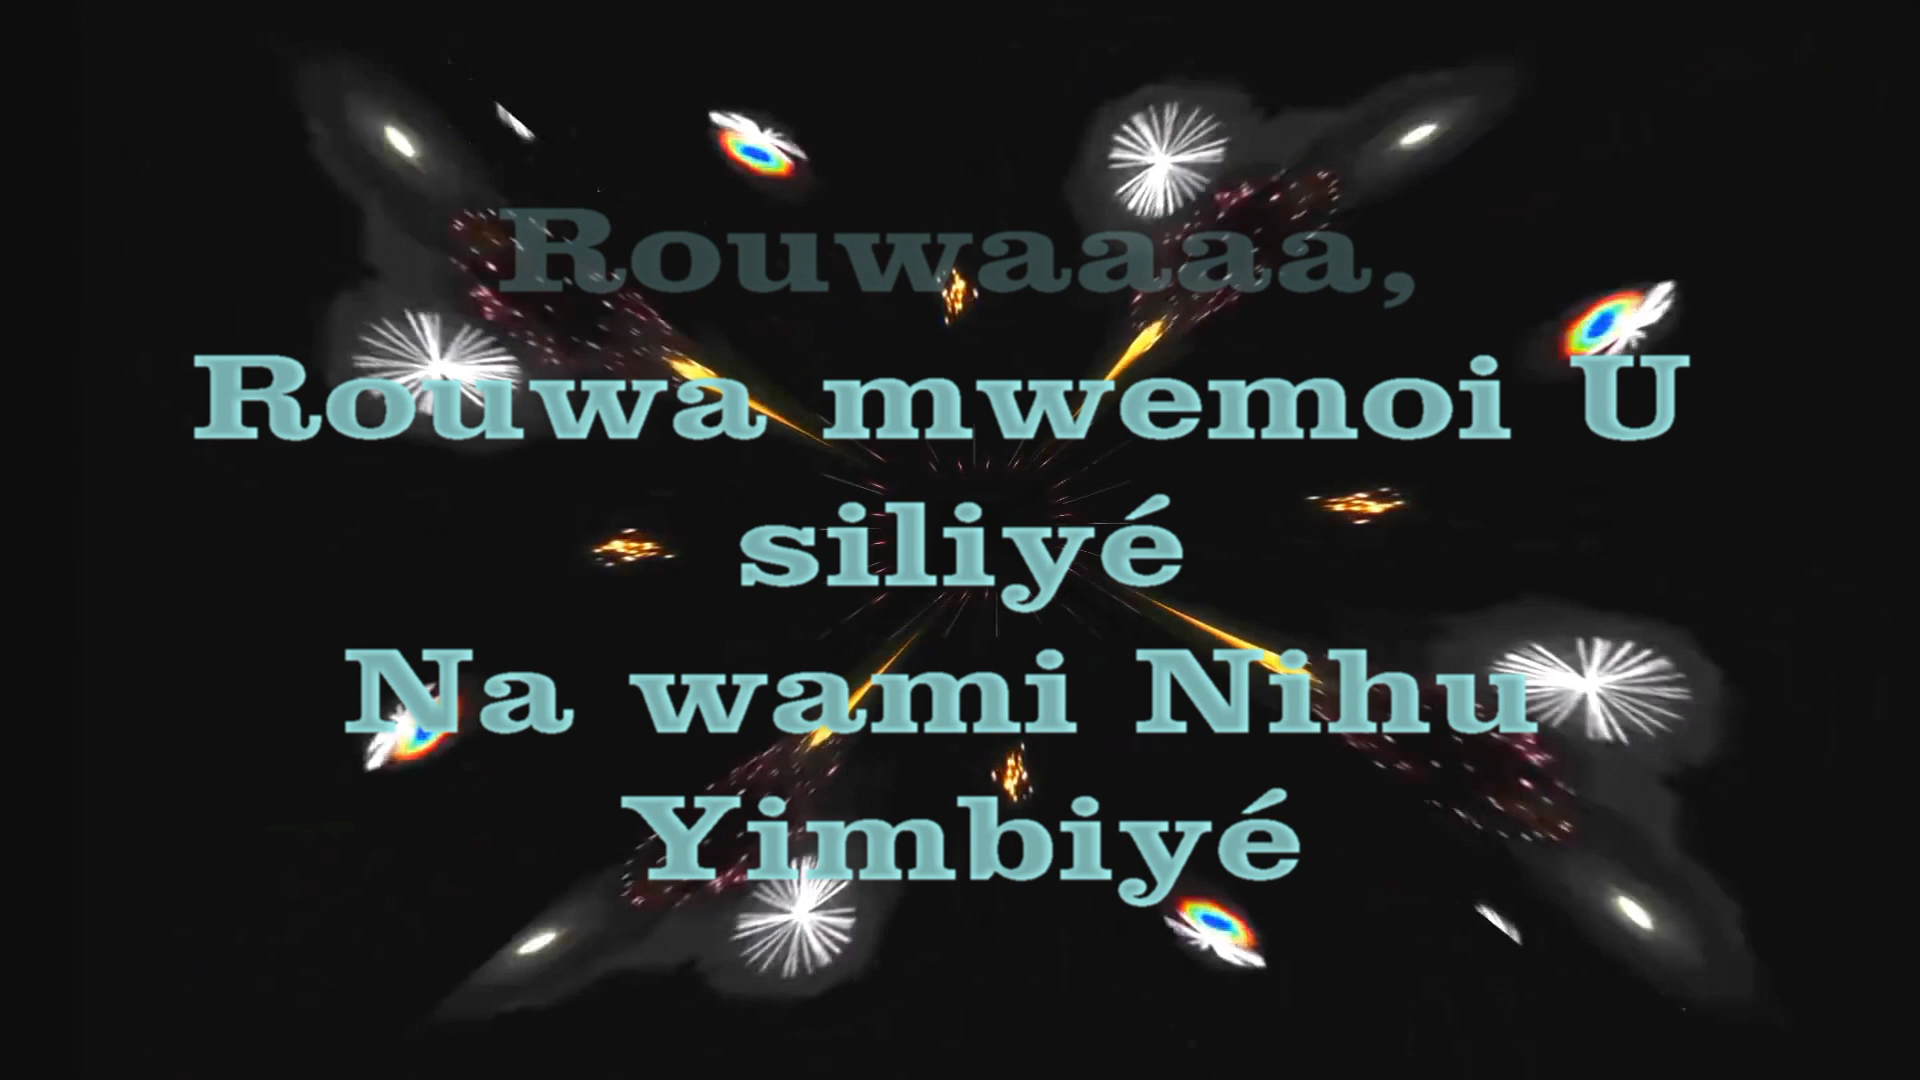 Rouwaaaa,
Rouwa mwemoi U
siliyé
Na wami Nihu
Yimbiyé